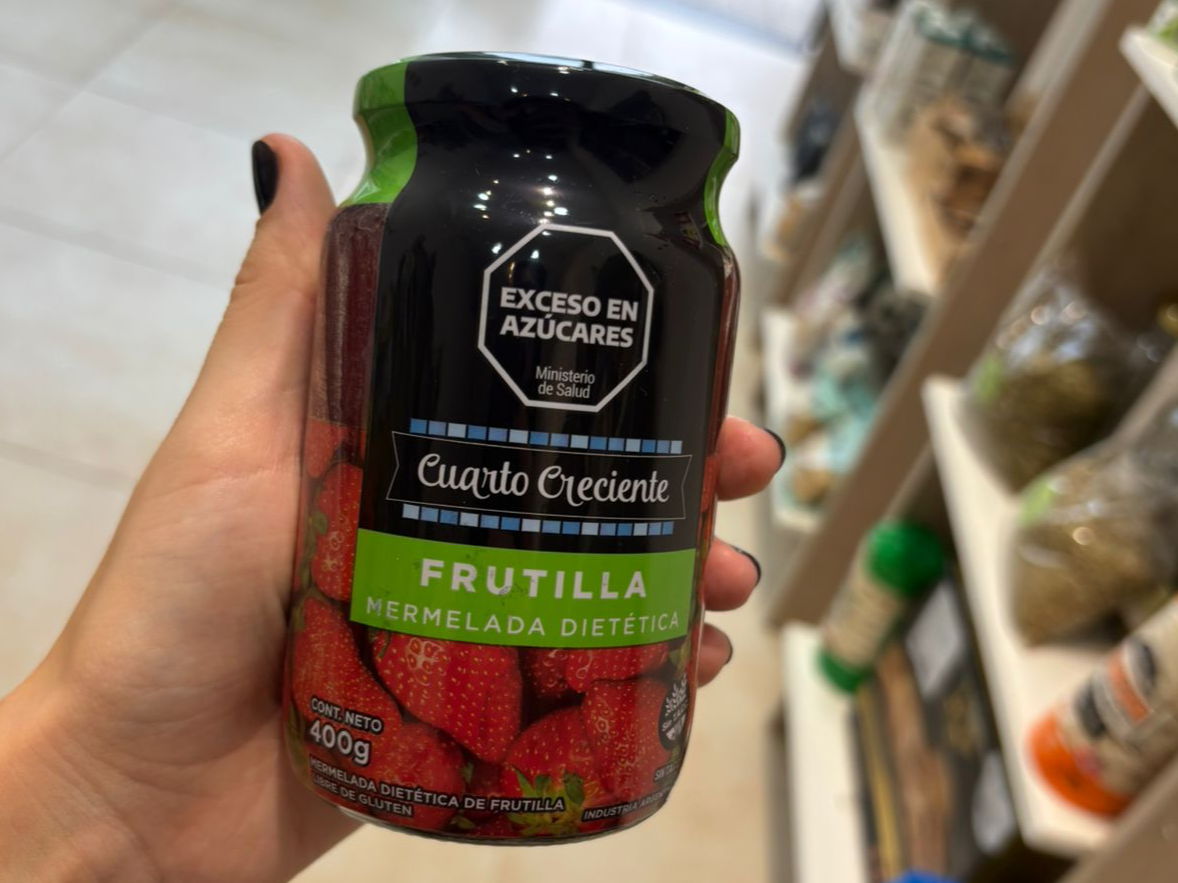 EXCESO EN
AZÚCARES
Ministerio
de Salud
Cuarto Creciente
FRUTILLA
MERMELADA DIETÉTICA
CONT. NETO
400g
MERMELADA DIETÉTICA DE FRUTILLA
LIBRE DE GLUTEN
INDUSTRIA